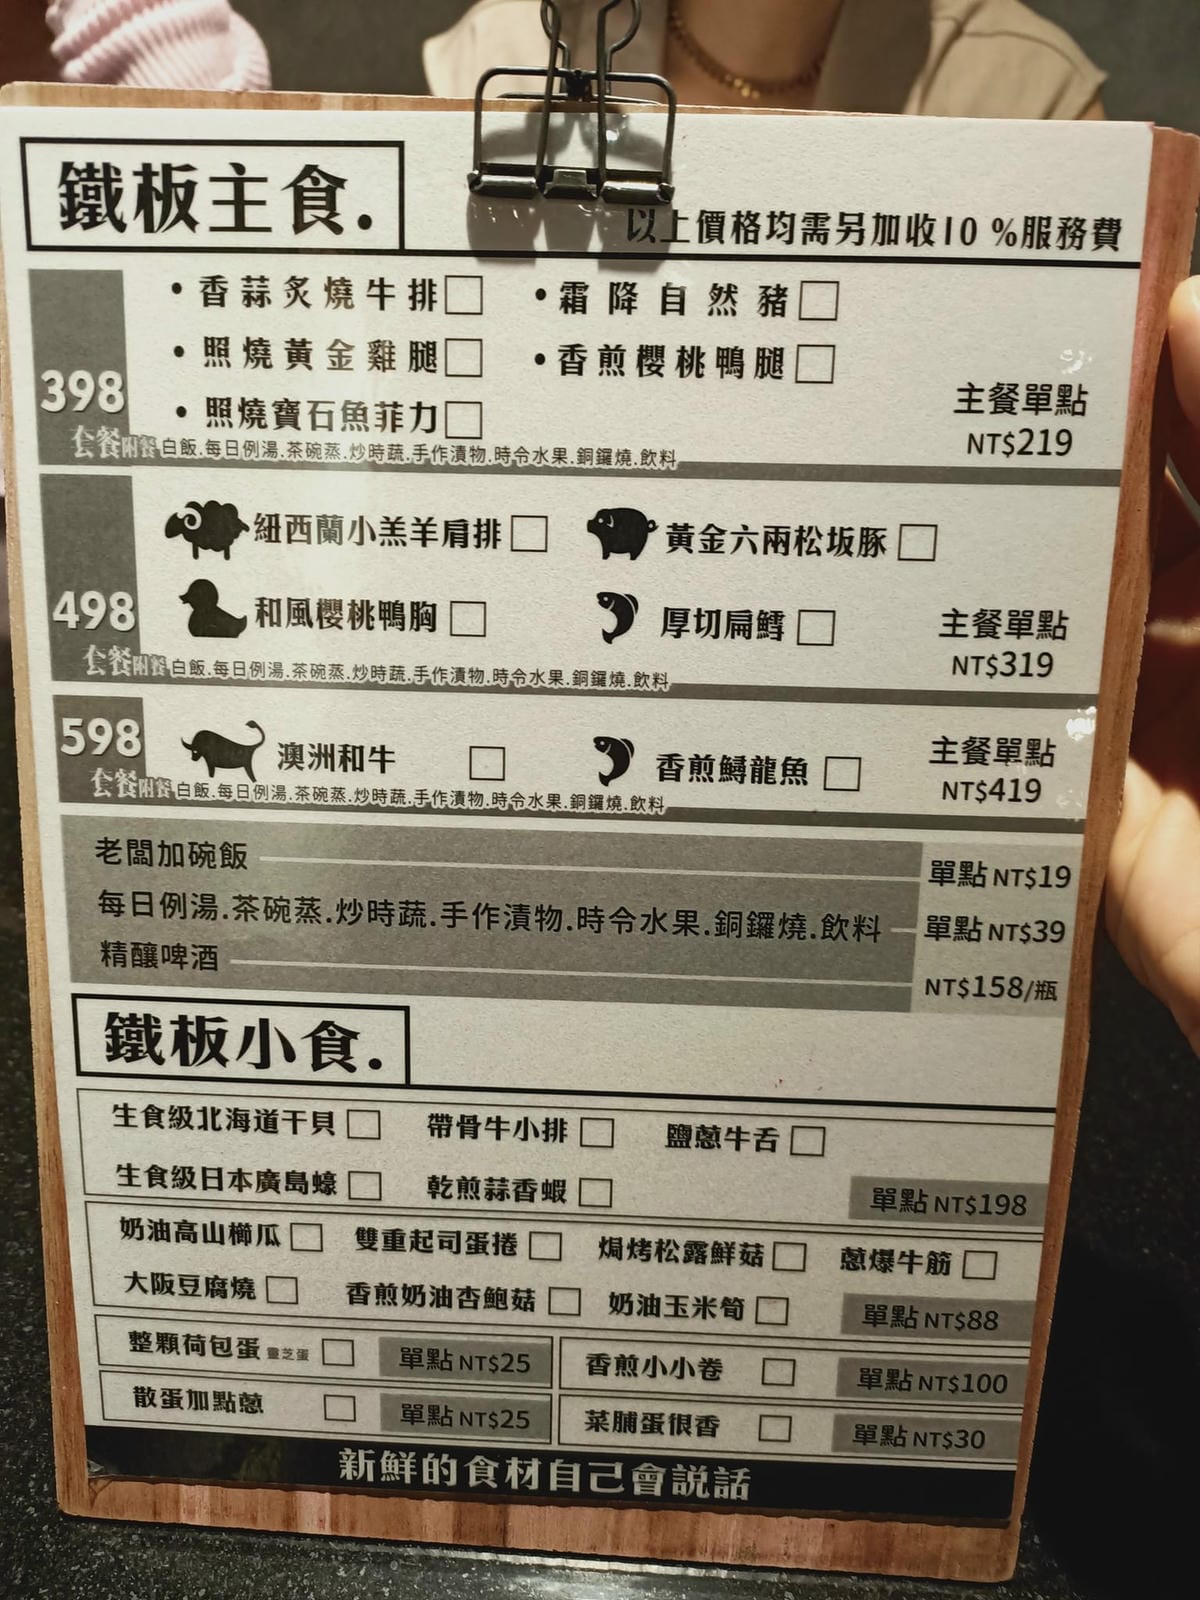 鐵板主食.
以上價格均需另加收10 %服務費
398
套餐附餐
•香蒜炙燒牛排
•霜降自然豬
•照燒黃金雞腿
•香煎櫻桃鴨腿
•照燒寶石魚菲力
白飯.每日例湯.茶碗蒸.炒時蔬.手作漬物.時令水果.銅鑼燒.飲料
主餐單點
NT$219
498
套餐附餐
紐西蘭小羔羊肩排
黃金六兩松坂豚
和風櫻桃鴨胸
厚切扁鱈
白飯.每日例湯.茶碗蒸.炒時蔬.手作漬物.時令水果.銅鑼燒.飲料
主餐單點
NT$319
598
套餐附餐
澳洲和牛
香煎鱘龍魚
白飯.每日例湯.茶碗蒸.炒時蔬.手作漬物.時令水果.銅鑼燒.飲料
主餐單點
NT$419
老闆加碗飯 單點NT$19
每日例湯.茶碗蒸.炒時蔬.手作漬物.時令水果.銅鑼燒.飲料 單點NT$39
精釀啤酒 NT$158/瓶
鐵板小食.
生食級北海道干貝 帶骨牛小排 鹽蔥牛舌
生食級日本廣島蠔 乾煎蒜香蝦 單點NT$198
奶油高山櫛瓜 雙重起司蛋捲 焗烤松露鮮菇 蔥爆牛筋
大阪豆腐燒 香煎奶油杏鮑菇 奶油玉米筍 單點NT$88
整顆荷包蛋 靈芝蛋 單點NT$25 香煎小小卷 單點NT$100
散蛋加點蔥 單點NT$25 菜脯蛋很香 單點NT$30
新鮮的食材自己會說話